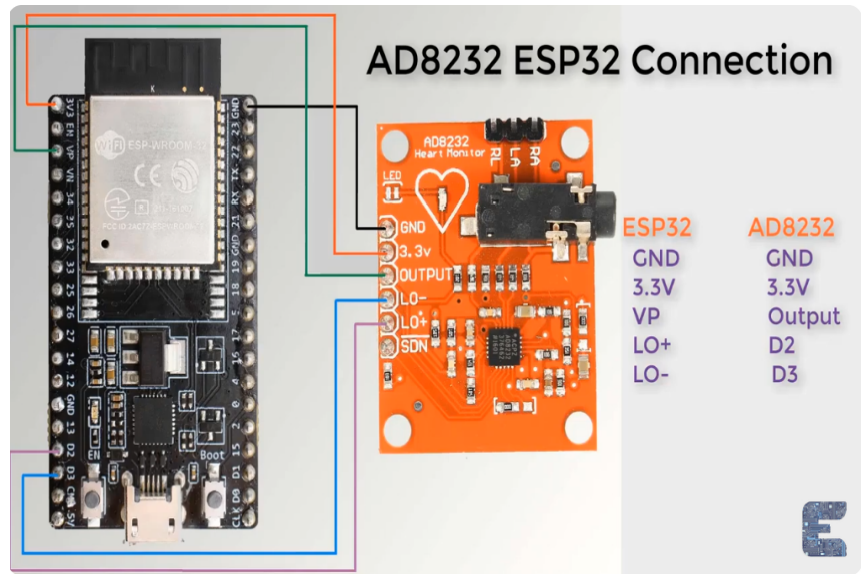 AD8232 ESP32 Connection
3V3
EN
VP
VN
34
35
32
33
25
26
27
14
12
GND
13
D2
D3
5V
GND
23
22
TX
RX
21
GND
19
18
5
17
16
4
0
2
15
D1
D0
CLK
WiFi ESP-WROOM-32
CE
EN
Boot
AD8232
Heart Monitor
RL
LA
RA
LED
GND
3.3v
OUTPUT
LO-
LO+
SDN
ESP32 AD8232
GND GND
3.3V 3.3V
VP Output
LO+ D2
LO- D3
E